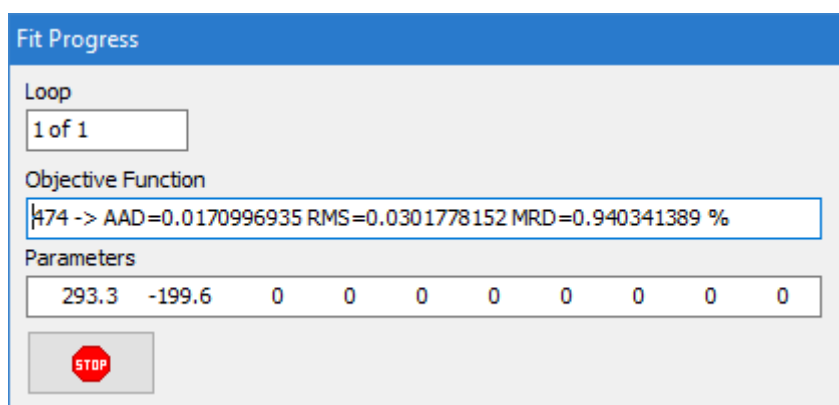 Fit Progress
Loop
1 of 1
Objective Function
474 -> AAD=0.0170996935 RMS=0.0301778152 MRD=0.940341389 %
Parameters
293.3 -199.6 0 0 0 0 0 0 0 0
STOP